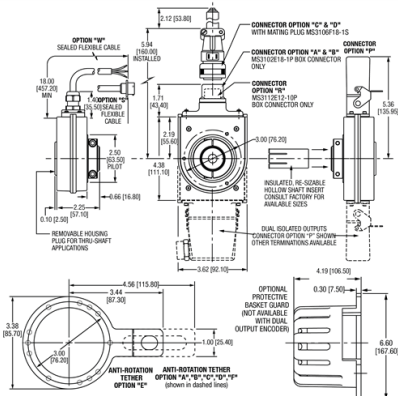 2.12 [53.80]
OPTION "W"
SEALED FLEXIBLE CABLE
5.94
[160.00]
INSTALLED
CONNECTOR OPTION "C" & "D"
WITH MATING PLUG MS3106F18-1S
CONNECTOR OPTION "A" & "B"
MS3102E18-1P BOX CONNECTOR
ONLY
CONNECTOR
OPTION "P"
CONNECTOR
OPTION "R"
MS3112E12-10P
BOX CONNECTOR ONLY
18.00
[457.20]
MIN
1.40
[35.50]
OPTION "S"
SEALED
FLEXIBLE
CABLE
1.71
[43.40]
5.36
[135.95]
2.19
[55.60]
3.00 [76.20]
2.50
[63.50]
PILOT
4.38
[111.10]
0.66 [16.80]
2.25
[57.10]
0.10 [2.50]
INSULATED, RE-SIZABLE
HOLLOW SHAFT INSERT
CONSULT FACTORY FOR
AVAILABLE SIZES
REMOVABLE HOUSING
PLUG FOR THRU-SHAFT
APPLICATIONS
DUAL ISOLATED OUTPUTS
CONNECTOR OPTION "P" SHOWN
OTHER TERMINATIONS AVAILABLE
3.62 [92.10]
4.56 [115.80]
3.44
[87.30]
3.38
[85.70]
3.00
[76.20]
1.00 [25.40]
ANTI-ROTATION
TETHER
OPTION "E"
ANTI-ROTATION TETHER
OPTION "A","B","C","D","F"
(shown in dashed lines)
4.19 [106.50]
0.30 [7.50]
OPTIONAL
PROTECTIVE
BASKET GUARD
(NOT AVAILABLE
WITH DUAL
OUTPUT ENCODER)
6.60
[167.60]